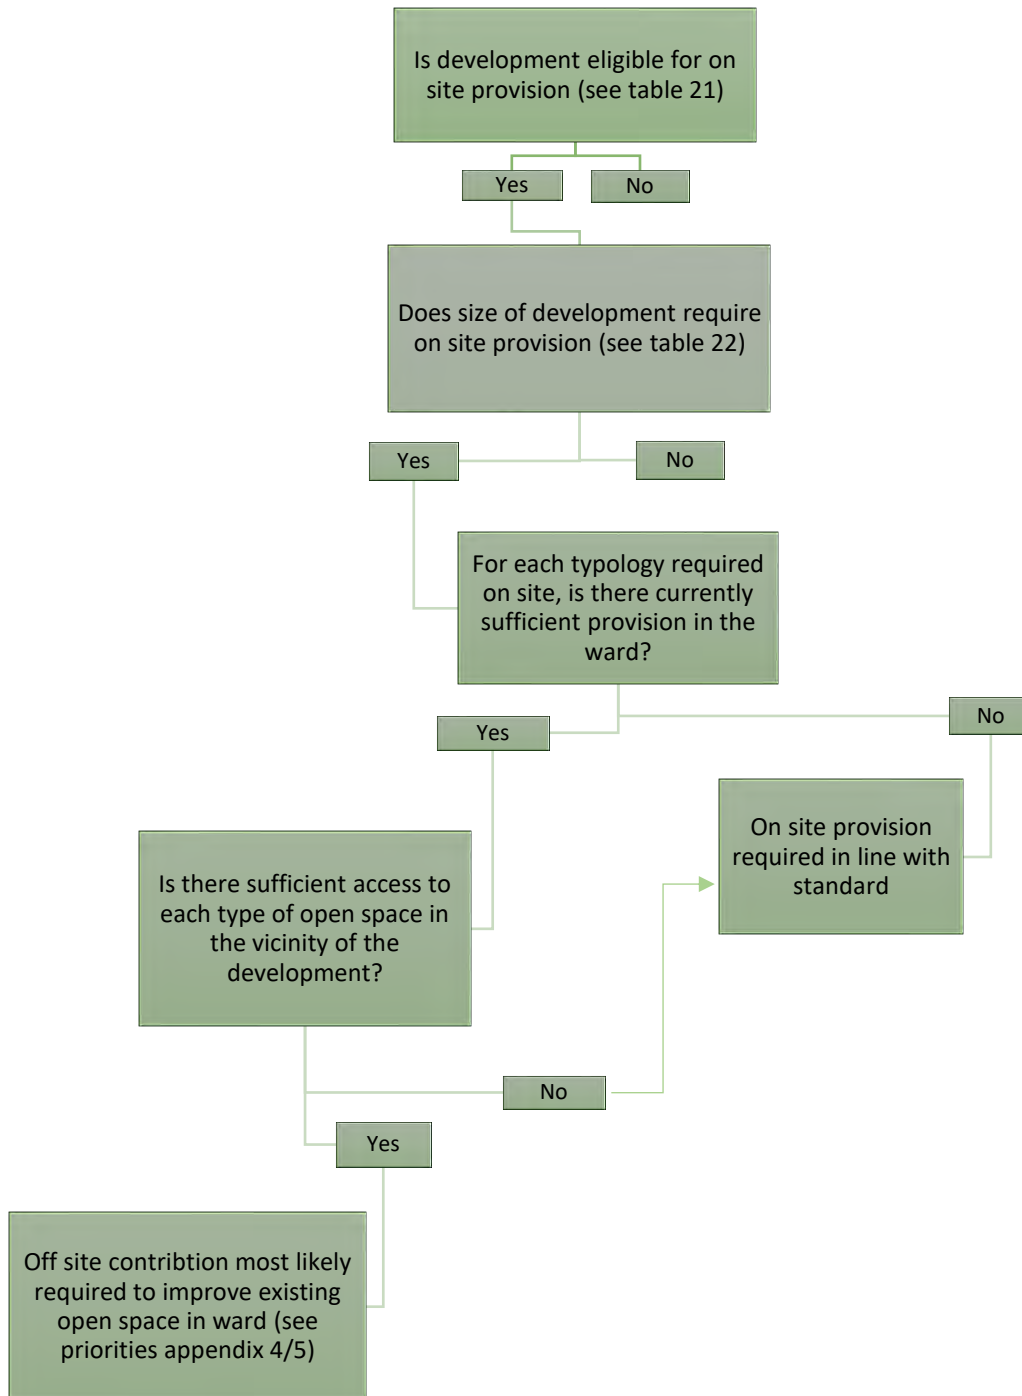 Is development eligible for on
site provision (see table 21)
Yes
No
Does size of development require
on site provision (see table 22)
Yes
No
For each typology required
on site, is there currently
sufficient provision in the
ward?
Yes
No
On site provision
required in line with
standard
Is there sufficient access to
each type of open space in
the vicinity of the
development?
No
Yes
Off site contribtion most likely
required to improve existing
open space in ward (see
priorities appendix 4/5)